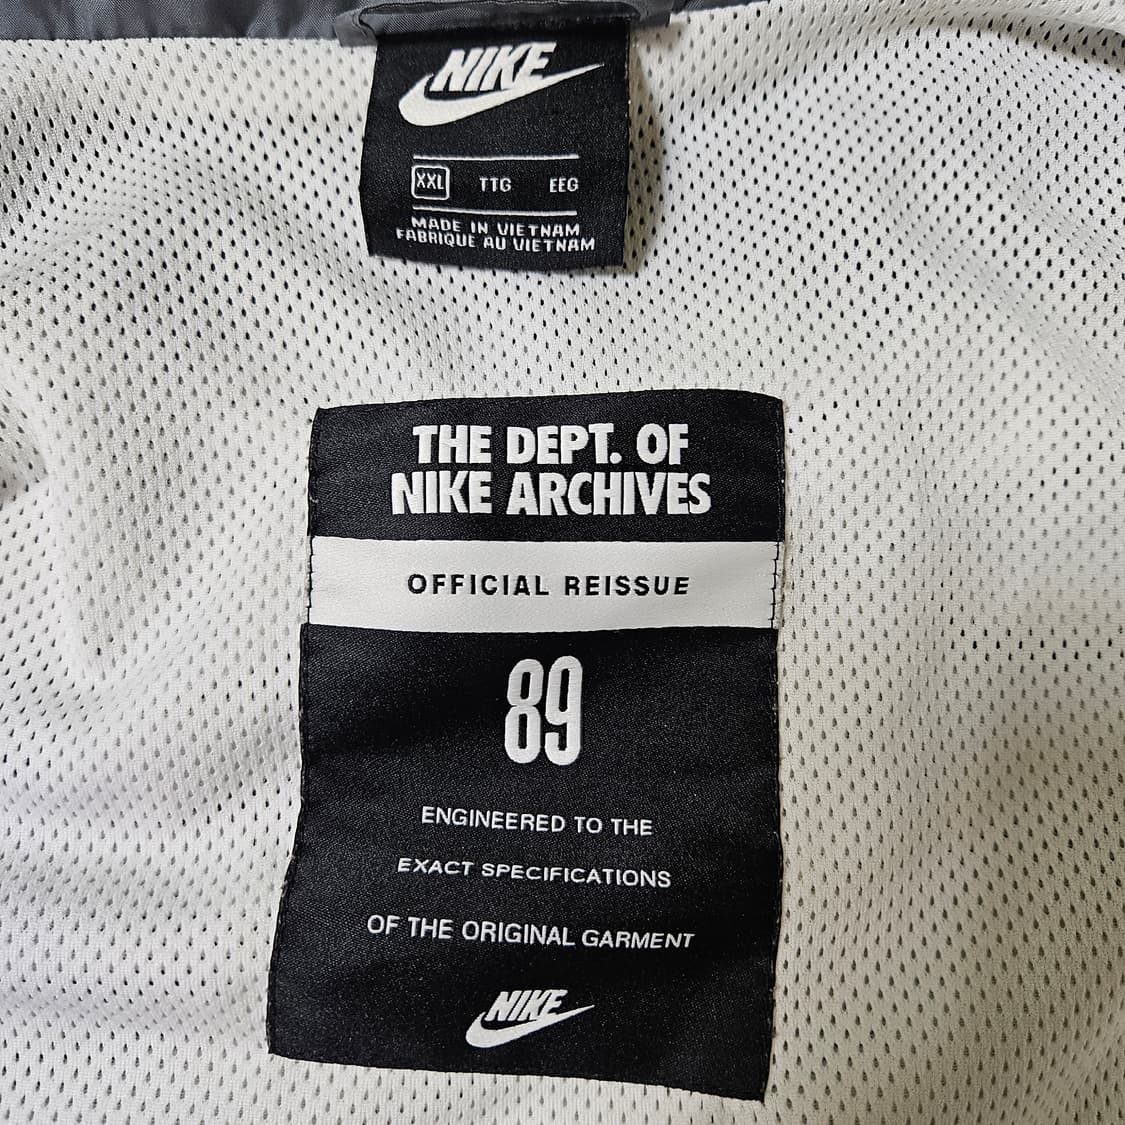 NIKE
XXL TTG EEG
MADE IN VIETNAM
FABRIQUE AU VIETNAM
THE DEPT. OF
NIKE ARCHIVES
OFFICIAL REISSUE
89
ENGINEERED TO THE
EXACT SPECIFICATIONS
OF THE ORIGINAL GARMENT
NIKE